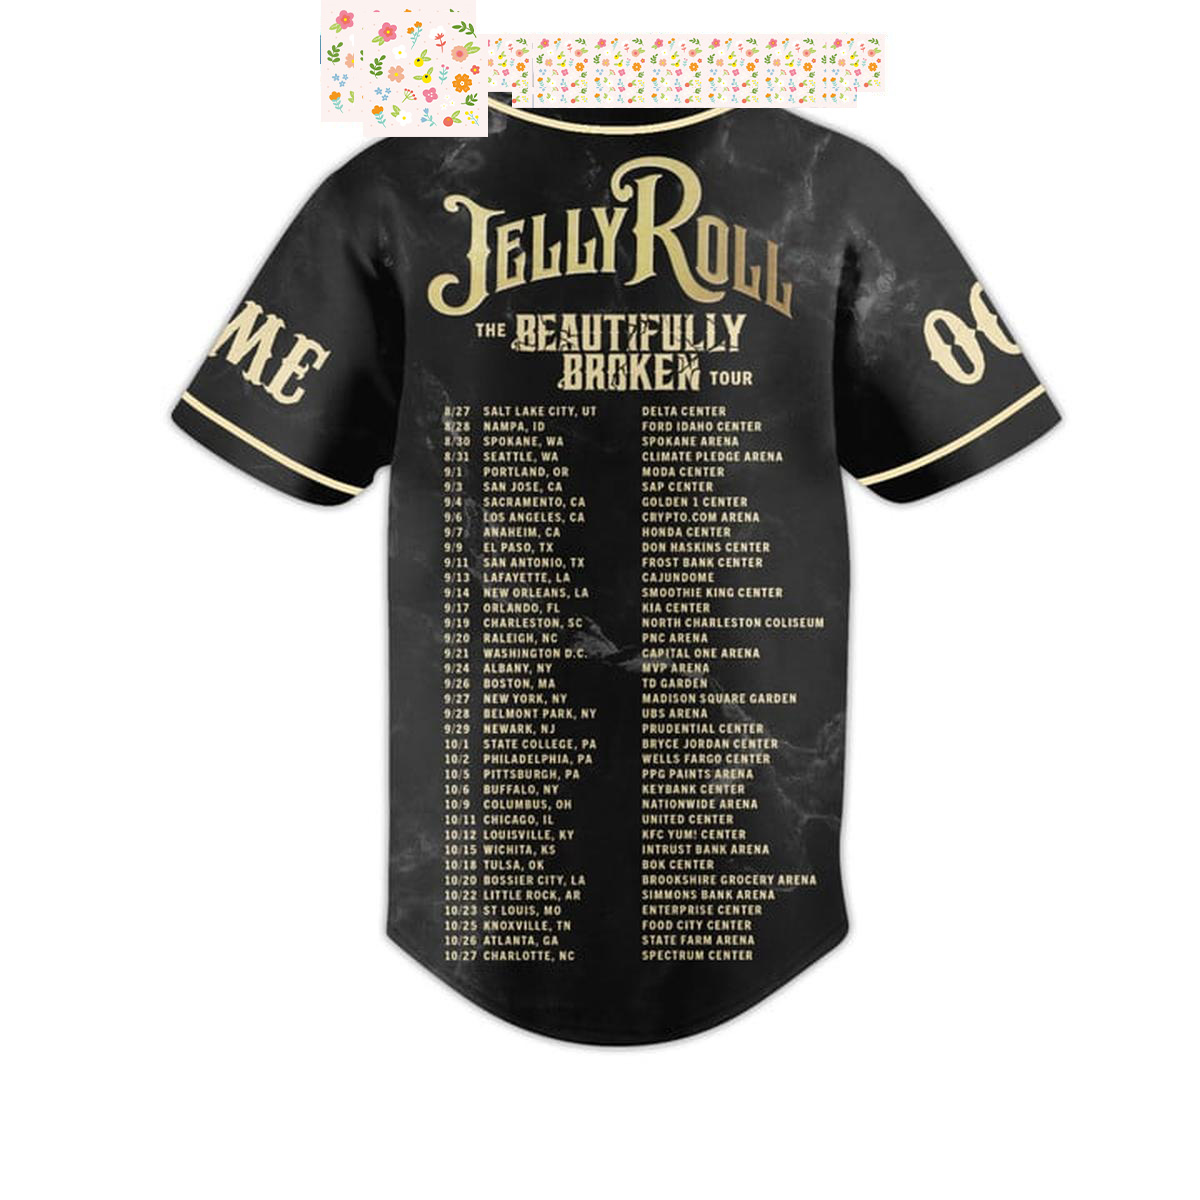 JELLY ROLL
THE BEAUTIFULLY
BROKEN TOUR
ME
00
8/27 SALT LAKE CITY, UT DELTA CENTER
8/28 NAMPA, ID FORD IDAHO CENTER
8/30 SPOKANE, WA SPOKANE ARENA
8/31 SEATTLE, WA CLIMATE PLEDGE ARENA
9/1 PORTLAND, OR MODA CENTER
9/3 SAN JOSE, CA SAP CENTER
9/4 SACRAMENTO, CA GOLDEN 1 CENTER
9/6 LOS ANGELES, CA CRYPTO.COM ARENA
9/7 ANAHEIM, CA HONDA CENTER
9/9 EL PASO, TX DON HASKINS CENTER
9/11 SAN ANTONIO, TX FROST BANK CENTER
9/13 LAFAYETTE, LA CAJUNDOME
9/14 NEW ORLEANS, LA SMOOTHIE KING CENTER
9/17 ORLANDO, FL KIA CENTER
9/19 CHARLESTON, SC NORTH CHARLESTON COLISEUM
9/20 RALEIGH, NC PNC ARENA
9/21 WASHINGTON D.C. CAPITAL ONE ARENA
9/24 ALBANY, NY MVP ARENA
9/26 BOSTON, MA TD GARDEN
9/27 NEW YORK, NY MADISON SQUARE GARDEN
9/28 BELMONT PARK, NY UBS ARENA
9/29 NEWARK, NJ PRUDENTIAL CENTER
10/1 STATE COLLEGE, PA BRYCE JORDAN CENTER
10/2 PHILADELPHIA, PA WELLS FARGO CENTER
10/5 PITTSBURGH, PA PPG PAINTS ARENA
10/6 BUFFALO, NY KEYBANK CENTER
10/9 COLUMBUS, OH NATIONWIDE ARENA
10/11 CHICAGO, IL UNITED CENTER
10/12 LOUISVILLE, KY KFC YUM! CENTER
10/15 WICHITA, KS INTRUST BANK ARENA
10/18 TULSA, OK BOK CENTER
10/20 BOSSIER CITY, LA BROOKSHIRE GROCERY ARENA
10/22 LITTLE ROCK, AR SIMMONS BANK ARENA
10/23 ST LOUIS, MO ENTERPRISE CENTER
10/25 KNOXVILLE, TN FOOD CITY CENTER
10/26 ATLANTA, GA STATE FARM ARENA
10/27 CHARLOTTE, NC SPECTRUM CENTER